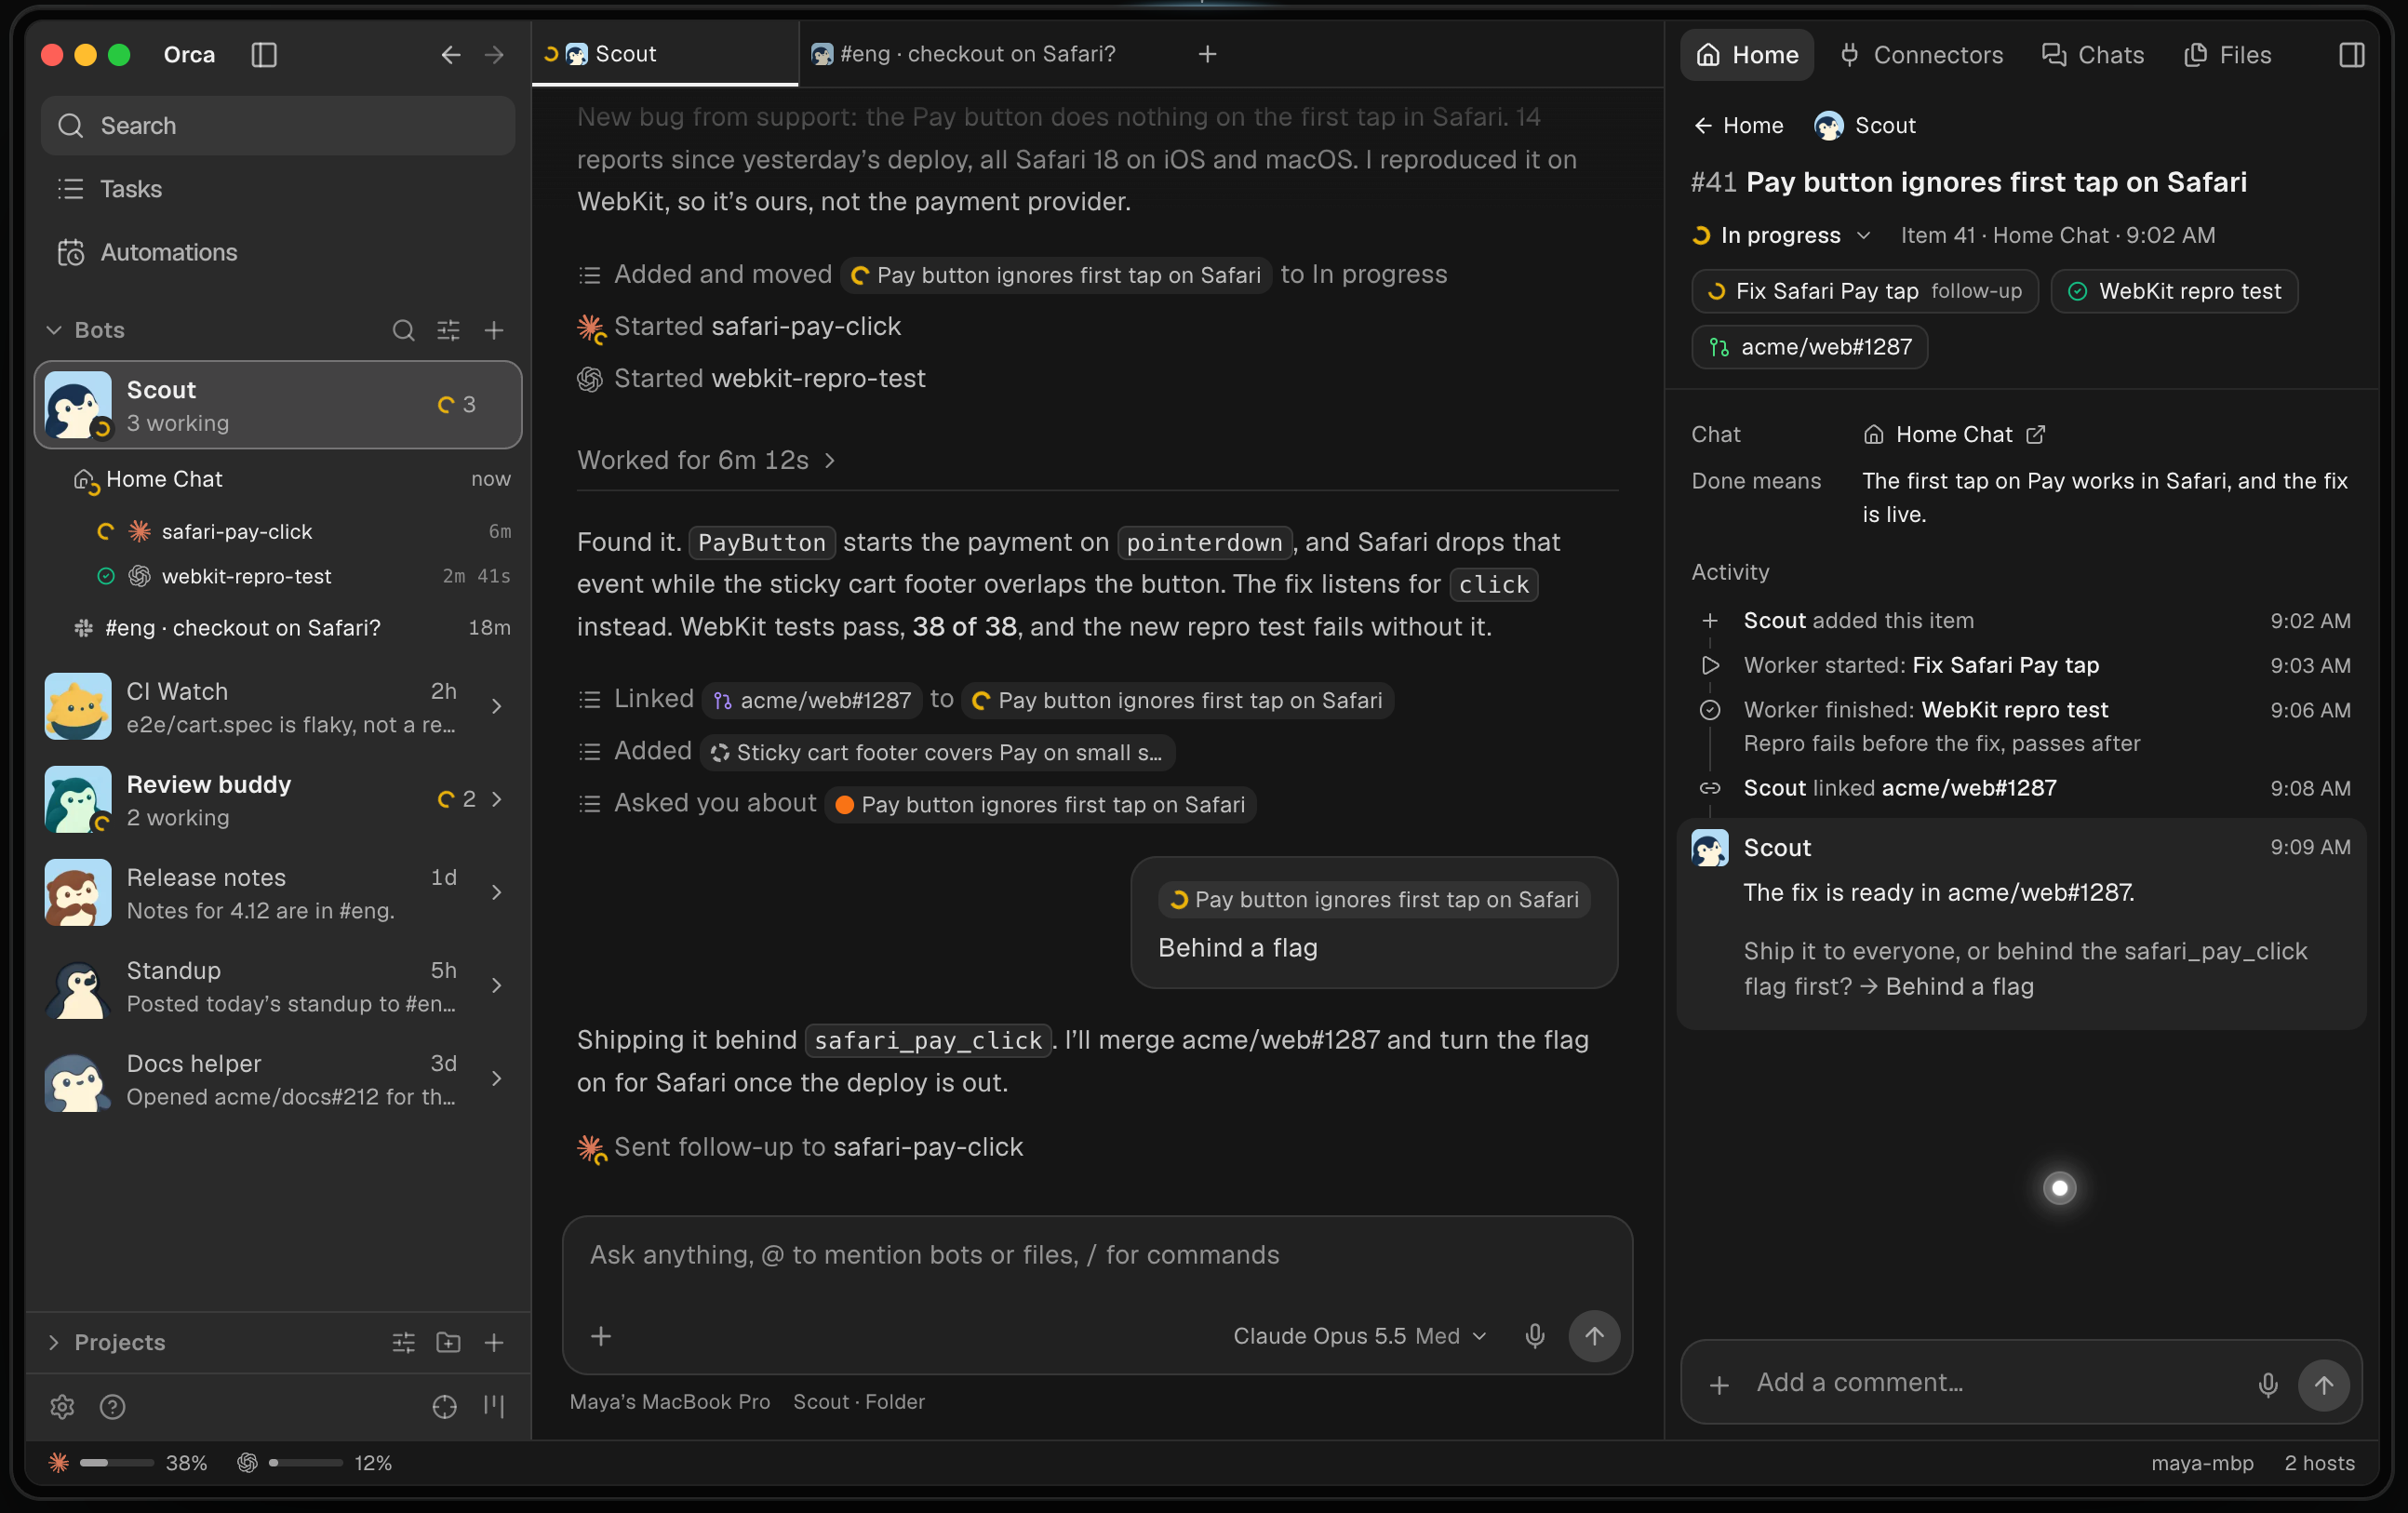 Orca
Search
Tasks
Automations
Bots
Scout
3 working
3
Home Chat
now
safari-pay-click
6m
webkit-repro-test
2m 41s
#eng · checkout on Safari?
18m
CI Watch
2h
e2e/cart.spec is flaky, not a re…
Review buddy
2 working
2
Release notes
1d
Notes for 4.12 are in #eng.
Standup
5h
Posted today’s standup to #en…
Docs helper
3d
Opened acme/docs#212 for th…
Projects
38%
12%
Scout
#eng · checkout on Safari?
New bug from support: the Pay button does nothing on the first tap in Safari. 14
reports since yesterday’s deploy, all Safari 18 on iOS and macOS. I reproduced it on
WebKit, so it’s ours, not the payment provider.
Added and moved Pay button ignores first tap on Safari to In progress
Started safari-pay-click
Started webkit-repro-test
Worked for 6m 12s
Found it. PayButton starts the payment on pointerdown, and Safari drops that
event while the sticky cart footer overlaps the button. The fix listens for click
instead. WebKit tests pass, 38 of 38, and the new repro test fails without it.
Linked acme/web#1287 to Pay button ignores first tap on Safari
Added Sticky cart footer covers Pay on small s…
Asked you about Pay button ignores first tap on Safari
Pay button ignores first tap on Safari
Behind a flag
Shipping it behind safari_pay_click. I’ll merge acme/web#1287 and turn the flag
on for Safari once the deploy is out.
Sent follow-up to safari-pay-click
Ask anything, @ to mention bots or files, / for commands
Claude Opus 5.5 Med
Maya’s MacBook Pro
Scout · Folder
Home
Connectors
Chats
Files
Home
Scout
#41 Pay button ignores first tap on Safari
In progress
Item 41 · Home Chat · 9:02 AM
Fix Safari Pay tap follow-up
WebKit repro test
acme/web#1287
Chat
Home Chat
Done means
The first tap on Pay works in Safari, and the fix
is live.
Activity
Scout added this item
9:02 AM
Worker started: Fix Safari Pay tap
9:03 AM
Worker finished: WebKit repro test
9:06 AM
Repro fails before the fix, passes after
Scout linked acme/web#1287
9:08 AM
Scout
9:09 AM
The fix is ready in acme/web#1287.
Ship it to everyone, or behind the safari_pay_click
flag first? → Behind a flag
Add a comment…
maya-mbp
2 hosts